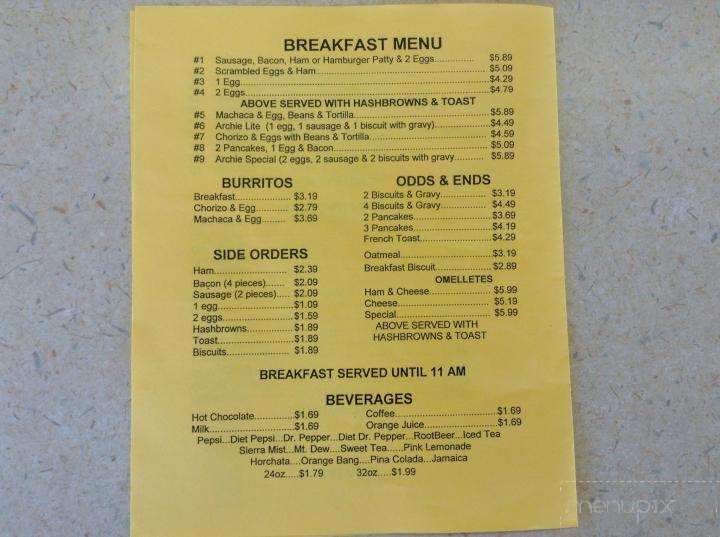 BREAKFAST MENU
#1 Sausage, Bacon, Ham or Hamburger Patty & 2 Eggs.............. $5.89
#2 Scrambled Eggs & Ham.............................................................. $5.09
#3 1 Egg......................................................................................... $4.29
#4 2 Eggs....................................................................................... $4.79
ABOVE SERVED WITH HASHBROWNS & TOAST
#5 Machaca & Egg, Beans & Tortilla................................................ $5.89
#6 Archie Lite (1 egg, 1 sausage & 1 biscuit with gravy)................... $4.49
#7 Chorizo & Eggs with Beans & Tortilla.......................................... $4.59
#8 2 Pancakes, 1 Egg & Bacon........................................................ $5.09
#9 Archie Special (2 eggs, 2 sausage & 2 biscuits with gravy........... $5.89
BURRITOS
Breakfast.................... $3.19
Chorizo & Egg........... $2.79
Machaca & Egg......... $3.69
SIDE ORDERS
Ham.......................... $2.39
Bacon (4 pieces)....... $2.09
Sausage (2 pieces)..... $2.09
1 egg.......................... $1.09
2 eggs......................... $1.59
Hashbrowns................ $1.89
Toast........................... $1.89
Biscuits....................... $1.89
ODDS & ENDS
2 Biscuits & Gravy................ $3.19
4 Biscuits & Gravy................ $4.49
2 Pancakes............................ $3.69
3 Pancakes............................ $4.19
French Toast......................... $4.29
Oatmeal................................. $3.19
Breakfast Biscuit................... $2.89
OMELLETES
Ham & Cheese...................... $5.99
Cheese................................. $5.19
Special.................................. $5.99
ABOVE SERVED WITH
HASHBROWNS & TOAST
BREAKFAST SERVED UNTIL 11 AM
BEVERAGES
Hot Chocolate..............$1.69
Milk..............................$1.69
Coffee..............................................$1.69
Orange Juice....................................$1.69
Pepsi...Diet Pepsi...Dr. Pepper...Diet Dr. Pepper...RootBeer...Iced Tea
Sierra Mist...Mt. Dew....Sweet Tea......Pink Lemonade
Horchata....Orange Bang....Pina Colada...Jamaica
24oz.....$1.79 32oz....$1.99
menupix